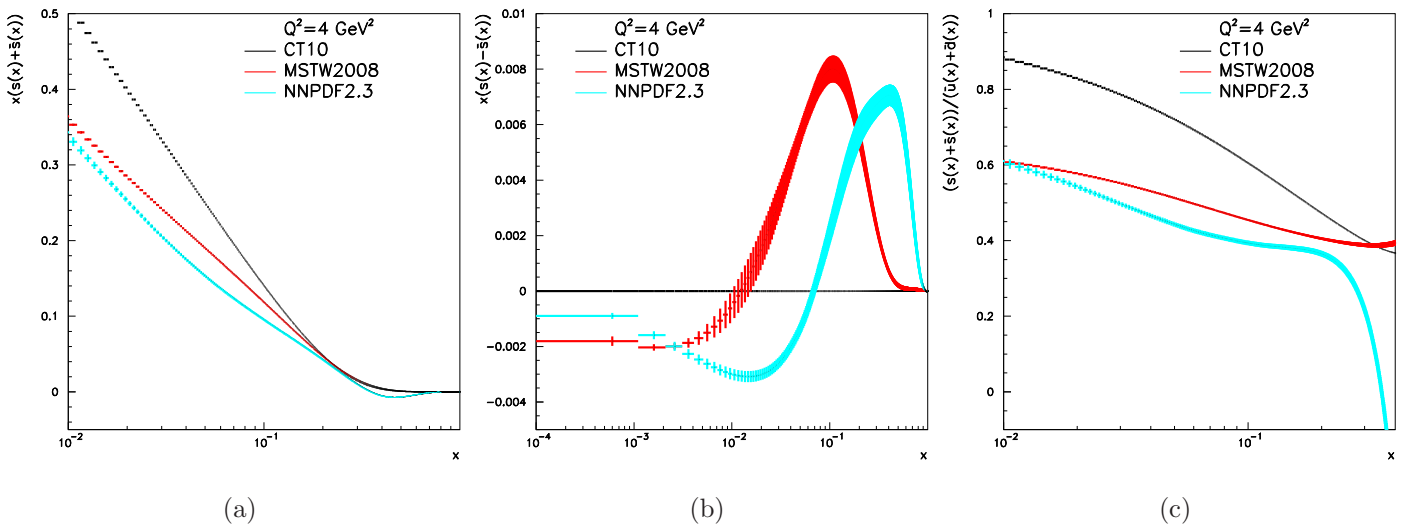 x(s(x)+s̄(x))
0.5
0.4
0.3
0.2
0.1
0
Q²=4 GeV²
CT10
MSTW2008
NNPDF2.3
10⁻²
10⁻¹
x
(a)
x(s(x)-s̄(x))
0.01
0.008
0.006
0.004
0.002
0
-0.002
-0.004
Q²=4 GeV²
CT10
MSTW2008
NNPDF2.3
10⁻⁴
10⁻³
10⁻²
10⁻¹
x
(b)
(s(x)+s̄(x))/(ū(x)+d̄(x))
1
0.8
0.6
0.4
0.2
0
Q²=4 GeV²
CT10
MSTW2008
NNPDF2.3
10⁻²
10⁻¹
x
(c)